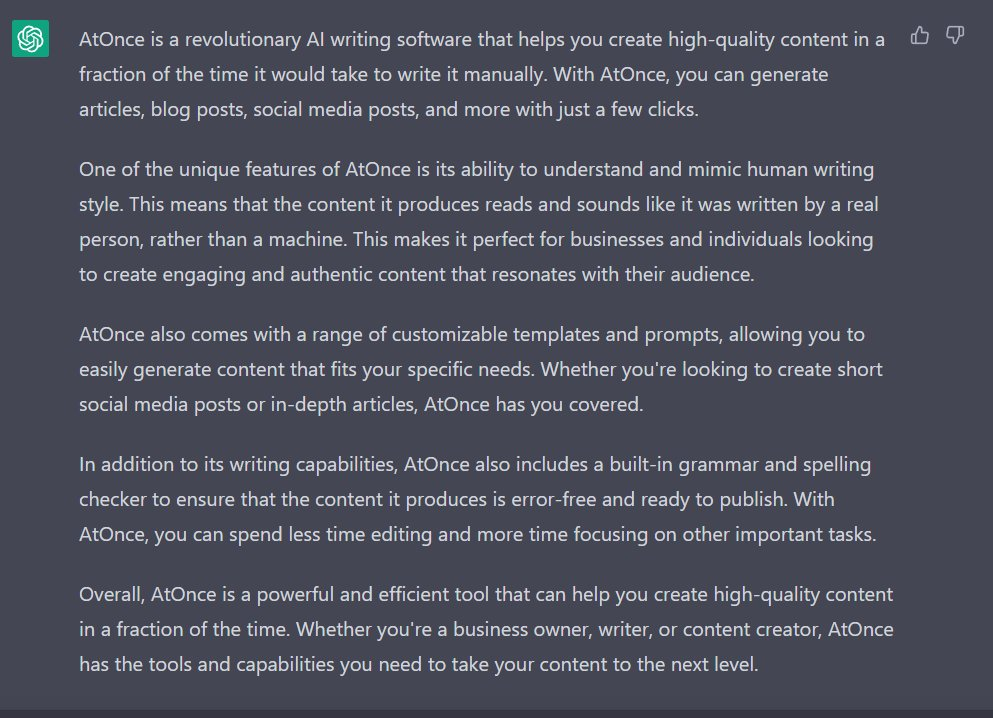 AtOnce is a revolutionary AI writing software that helps you create high-quality content in a
fraction of the time it would take to write it manually. With AtOnce, you can generate
articles, blog posts, social media posts, and more with just a few clicks.
One of the unique features of AtOnce is its ability to understand and mimic human writing
style. This means that the content it produces reads and sounds like it was written by a real
person, rather than a machine. This makes it perfect for businesses and individuals looking
to create engaging and authentic content that resonates with their audience.
AtOnce also comes with a range of customizable templates and prompts, allowing you to
easily generate content that fits your specific needs. Whether you're looking to create short
social media posts or in-depth articles, AtOnce has you covered.
In addition to its writing capabilities, AtOnce also includes a built-in grammar and spelling
checker to ensure that the content it produces is error-free and ready to publish. With
AtOnce, you can spend less time editing and more time focusing on other important tasks.
Overall, AtOnce is a powerful and efficient tool that can help you create high-quality content
in a fraction of the time. Whether you're a business owner, writer, or content creator, AtOnce
has the tools and capabilities you need to take your content to the next level.